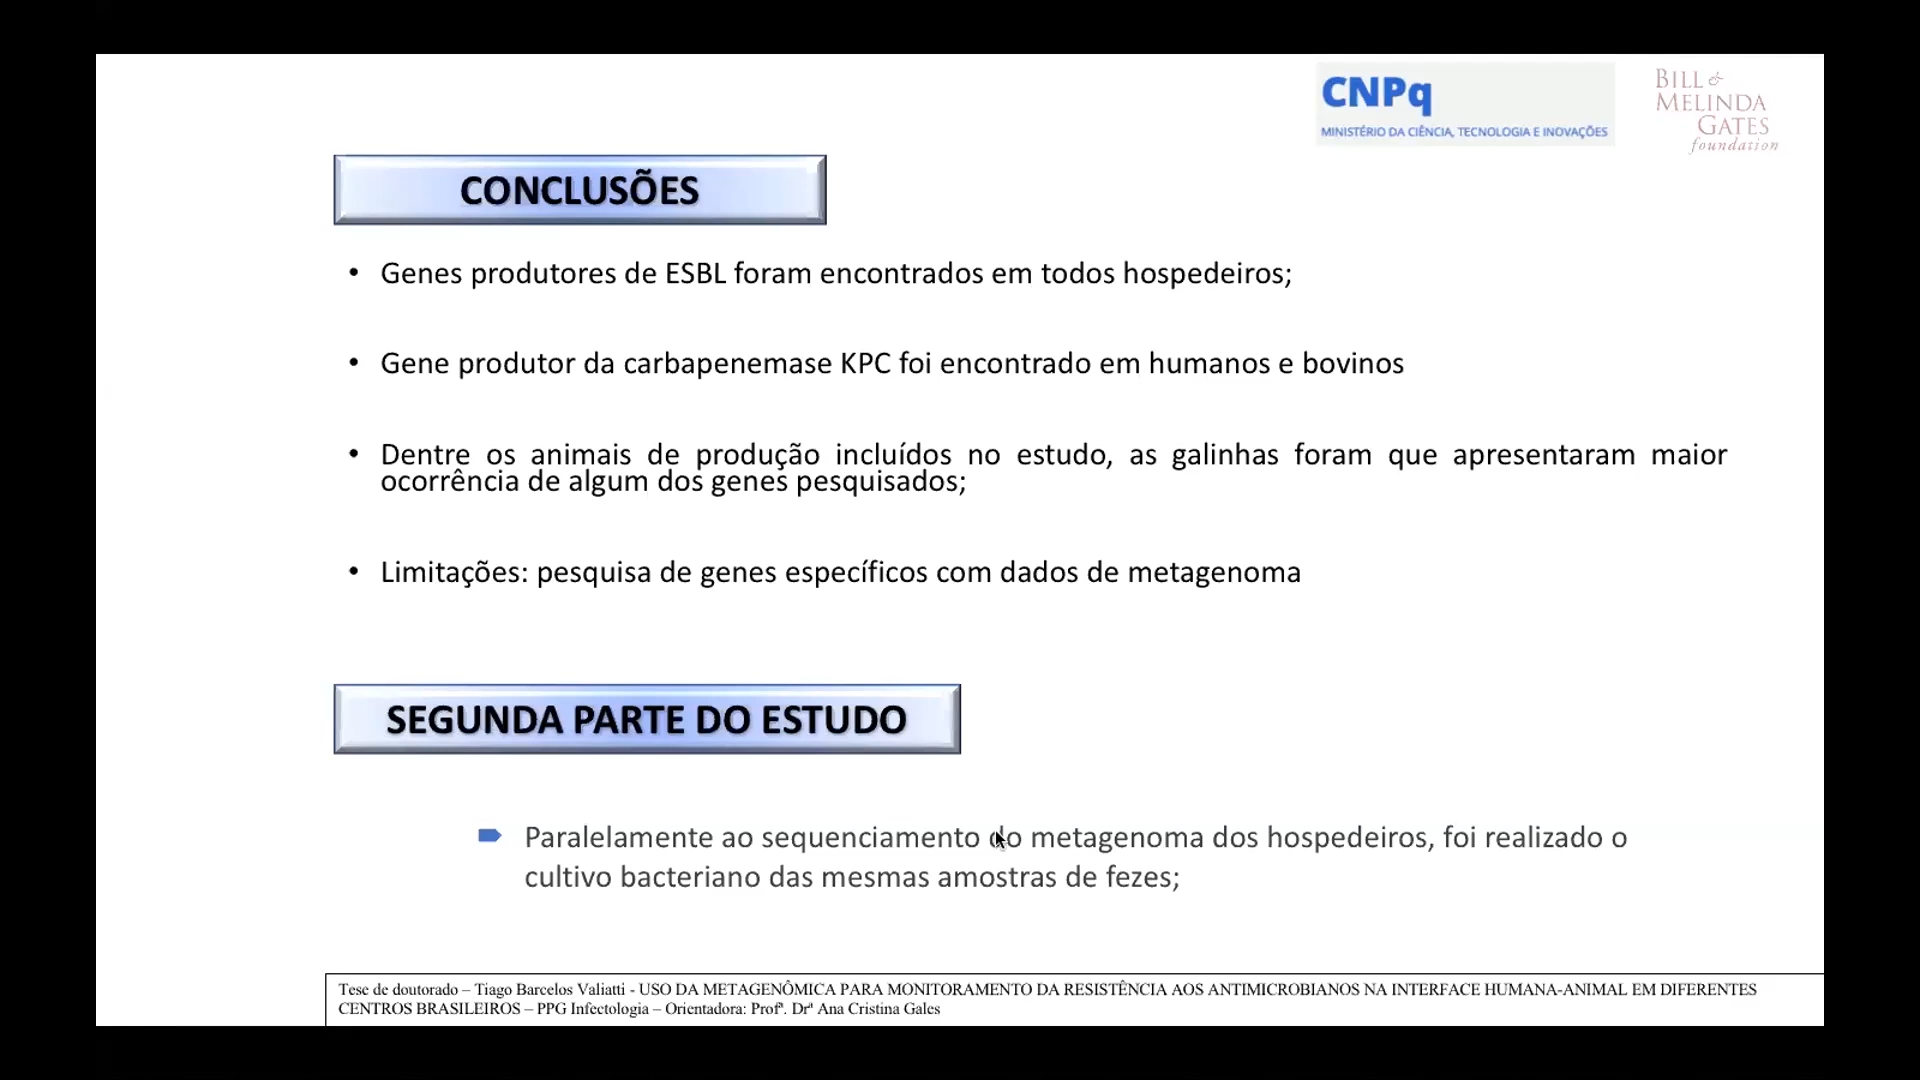 CNPq
MINISTÉRIO DA CIÊNCIA, TECNOLOGIA E INOVAÇÕES
BILL &
MELINDA
GATES
foundation
CONCLUSÕES
• Genes produtores de ESBL foram encontrados em todos hospedeiros;
• Gene produtor da carbapenemase KPC foi encontrado em humanos e bovinos
• Dentre os animais de produção incluídos no estudo, as galinhas foram que apresentaram maior
ocorrência de algum dos genes pesquisados;
• Limitações: pesquisa de genes específicos com dados de metagenoma
SEGUNDA PARTE DO ESTUDO
Paralelamente ao sequenciamento do metagenoma dos hospedeiros, foi realizado o
cultivo bacteriano das mesmas amostras de fezes;
Tese de doutorado – Tiago Barcelos Valiatti - USO DA METAGENÔMICA PARA MONITORAMENTO DA RESISTÊNCIA AOS ANTIMICROBIANOS NA INTERFACE HUMANA-ANIMAL EM DIFERENTES
CENTROS BRASILEIROS – PPG Infectologia – Orientadora: Profª. Drª Ana Cristina Gales